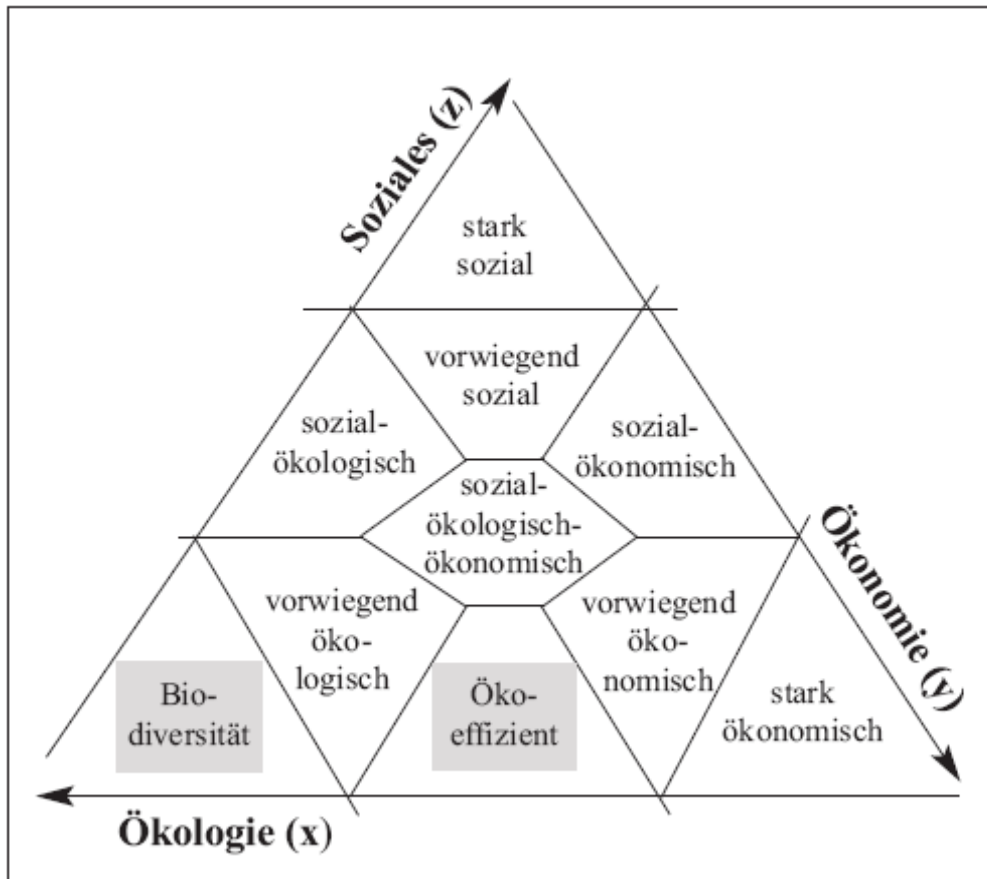 Soziales (z)
stark
sozial
vorwiegend
sozial
sozial-
ökologisch
sozial-
ökonomisch
sozial-
ökologisch-
ökonomisch
Ökonomie (y)
vorwiegend
öko-
logisch
vorwiegend
öko-
nomisch
Bio-
diversität
Öko-
effizient
stark
ökonomisch
Ökologie (x)